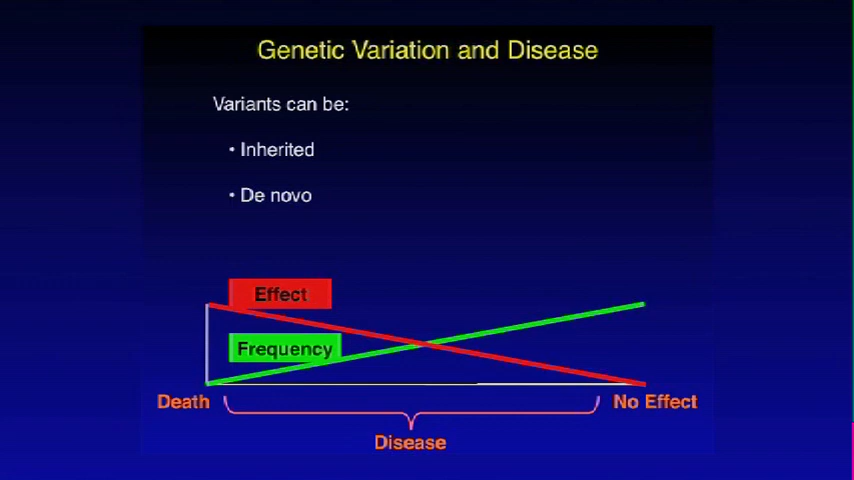 Genetic Variation and Disease
Variants can be:
• Inherited
• De novo
Effect
Frequency
Death
No Effect
Disease